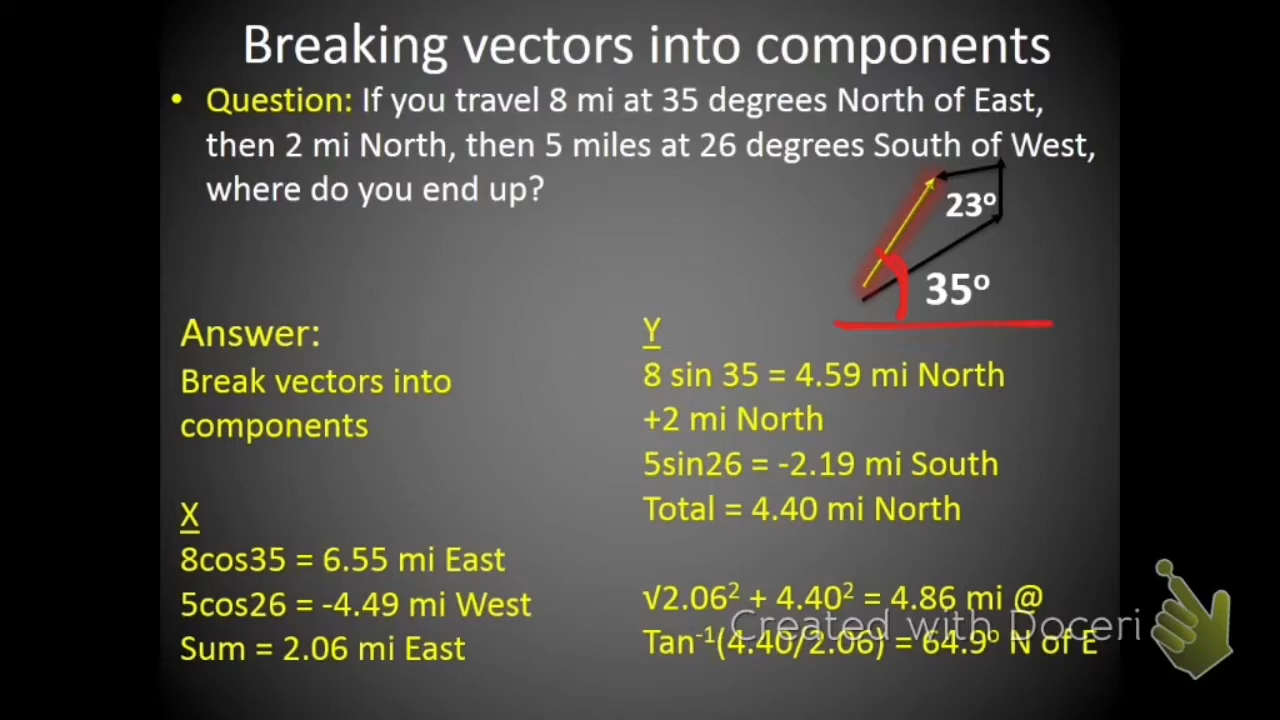 Breaking vectors into components
• Question: If you travel 8 mi at 35 degrees North of East,
then 2 mi North, then 5 miles at 26 degrees South of West,
where do you end up?
23º
35º
Answer:
Break vectors into
components
X
8cos35 = 6.55 mi East
5cos26 = -4.49 mi West
Sum = 2.06 mi East
Y
8 sin 35 = 4.59 mi North
+2 mi North
5sin26 = -2.19 mi South
Total = 4.40 mi North
√2.06² + 4.40² = 4.86 mi @
Tan⁻¹(4.40/2.06) = 64.9º N of E
Created with Doceri